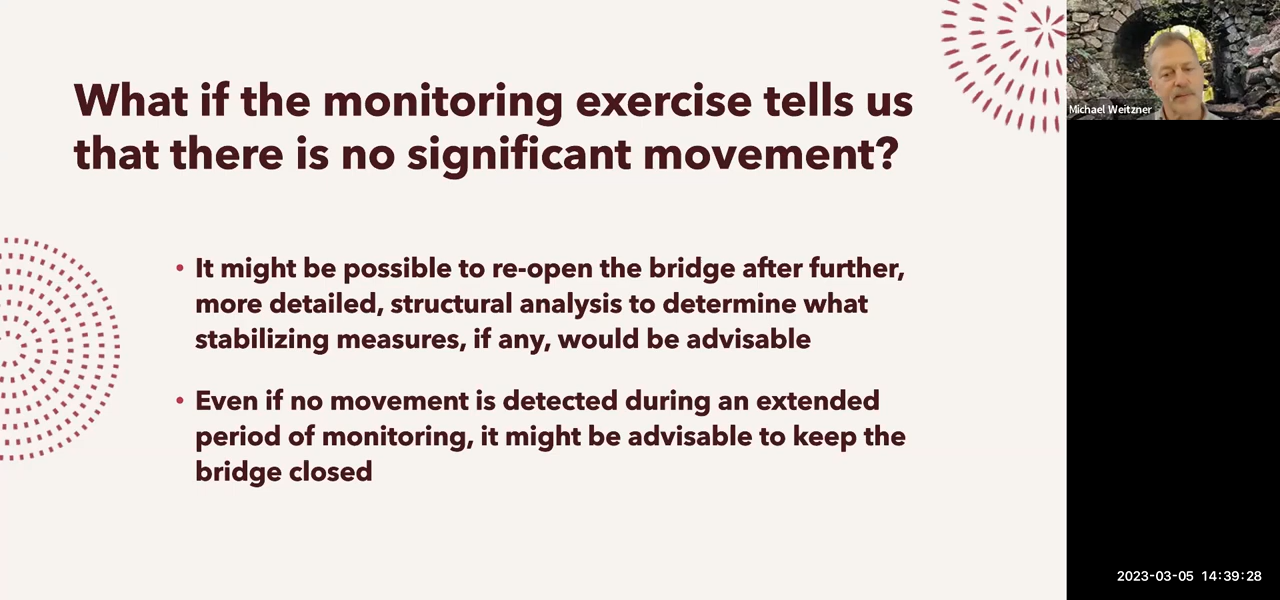 What if the monitoring exercise tells us
that there is no significant movement?
• It might be possible to re-open the bridge after further,
more detailed, structural analysis to determine what
stabilizing measures, if any, would be advisable
• Even if no movement is detected during an extended
period of monitoring, it might be advisable to keep the
bridge closed
Michael Weitzner
2023-03-05 14:39:28